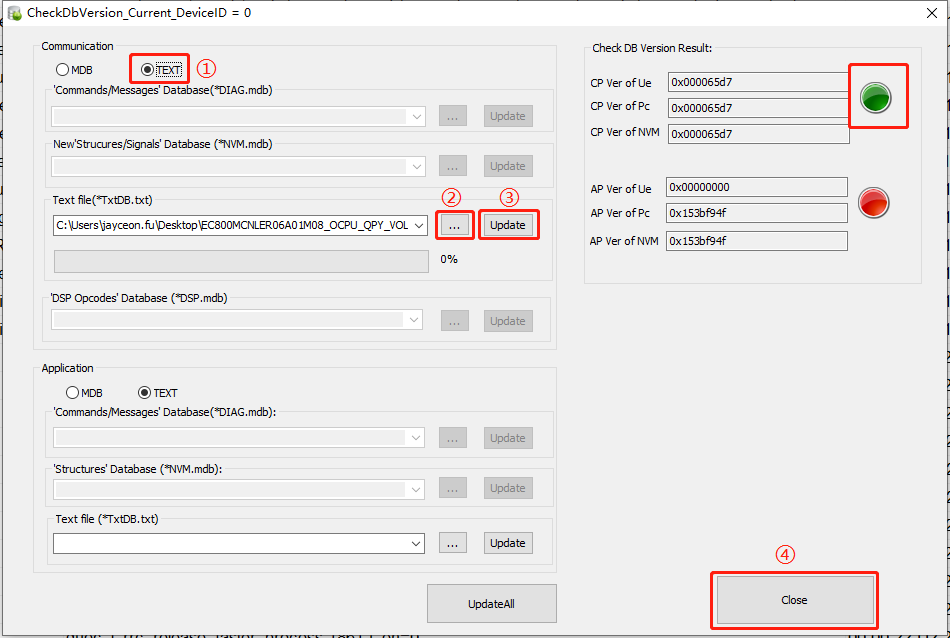 CheckDbVersion_Current_DeviceID = 0
Communication
MDB
TEXT
①
'Commands/Messages' Database(*DIAG.mdb)
...
Update
New'Strucures/Signals' Database (*NVM.mdb)
...
Update
Text file(*TxtDB.txt)
②
③
C:\Users\jayceon.fu\Desktop\EC800MCNLER06A01M08_OCPU_QPY_VOL
...
Update
0%
'DSP Opcodes' Database (*DSP.mdb)
...
Update
Application
MDB
TEXT
'Commands/Messages' Database(*DIAG.mdb):
...
Update
'Structures' Database (*NVM.mdb):
...
Update
Text file (*TxtDB.txt)
...
Update
UpdateAll
Check DB Version Result:
CP Ver of Ue
0x000065d7
CP Ver of Pc
0x000065d7
CP Ver of NVM
0x000065d7
AP Ver of Ue
0x00000000
AP Ver of Pc
0x153bf94f
AP Ver of NVM
0x153bf94f
④
Close